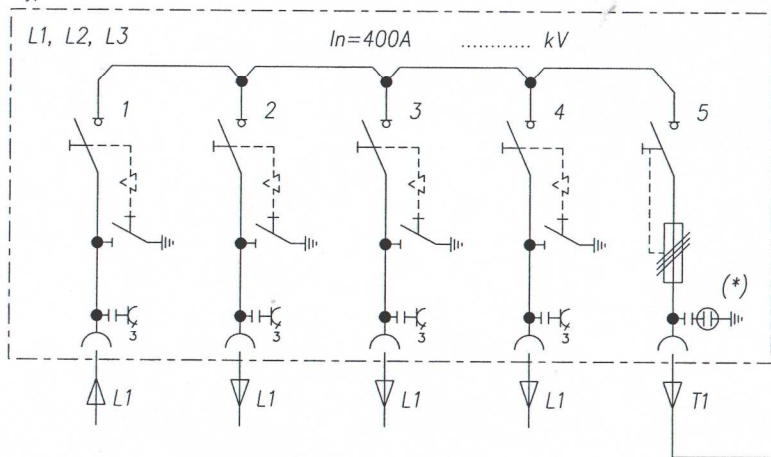 L1, L2, L3 In=400A ............ kV
1 2 3 4 5
(*)
3 3 3 3
L1 L1 L1 L1 T1